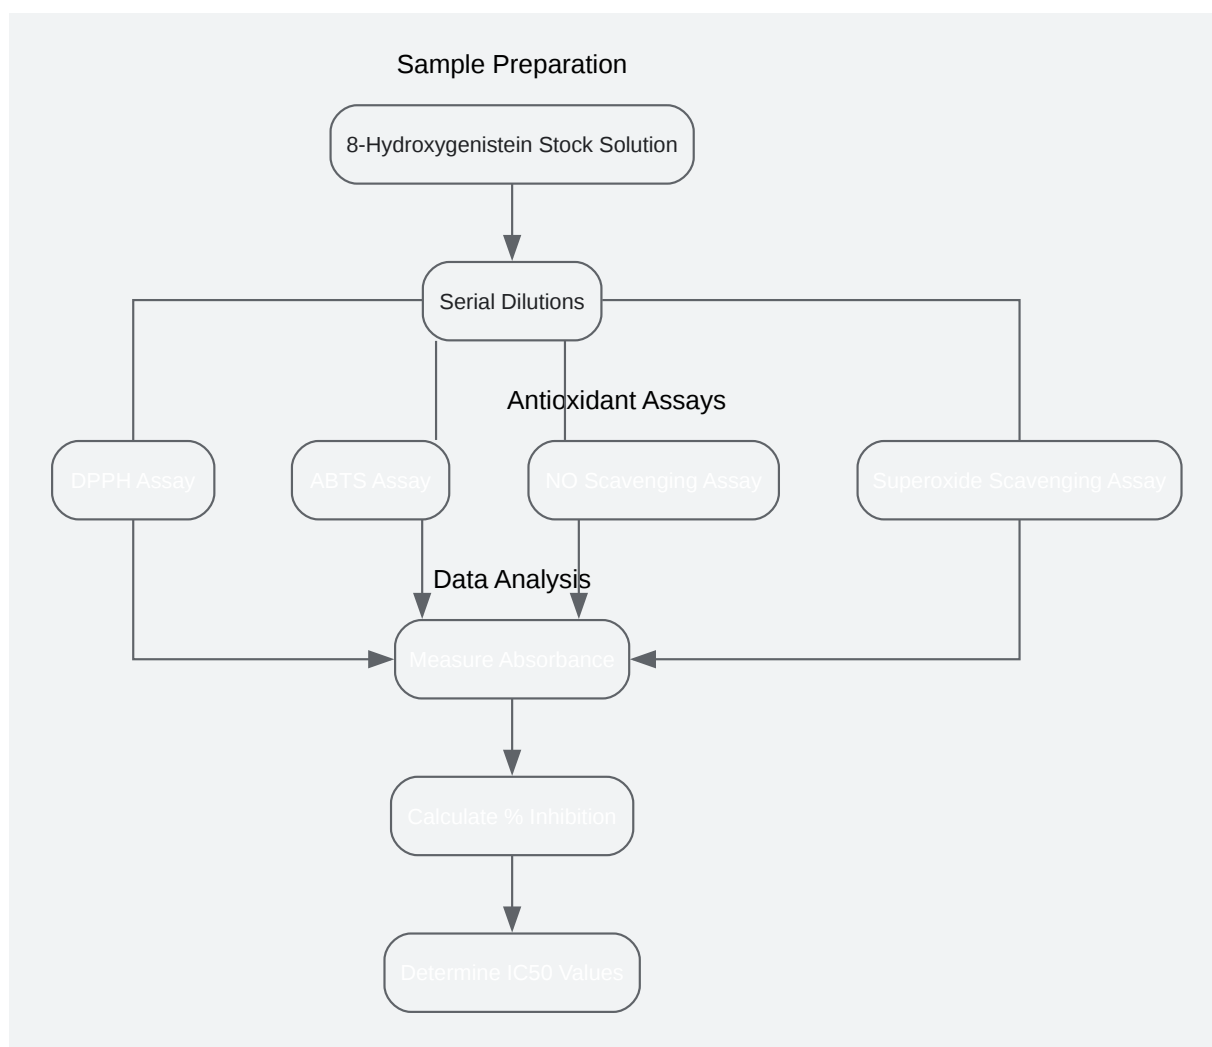 Sample Preparation
8-Hydroxygenistein Stock Solution
Serial Dilutions
Antioxidant Assays
DPPH Assay
ABTS Assay
NO Scavenging Assay
Superoxide Scavenging Assay
Data Analysis
Measure Absorbance
Calculate % Inhibition
Determine IC50 Values